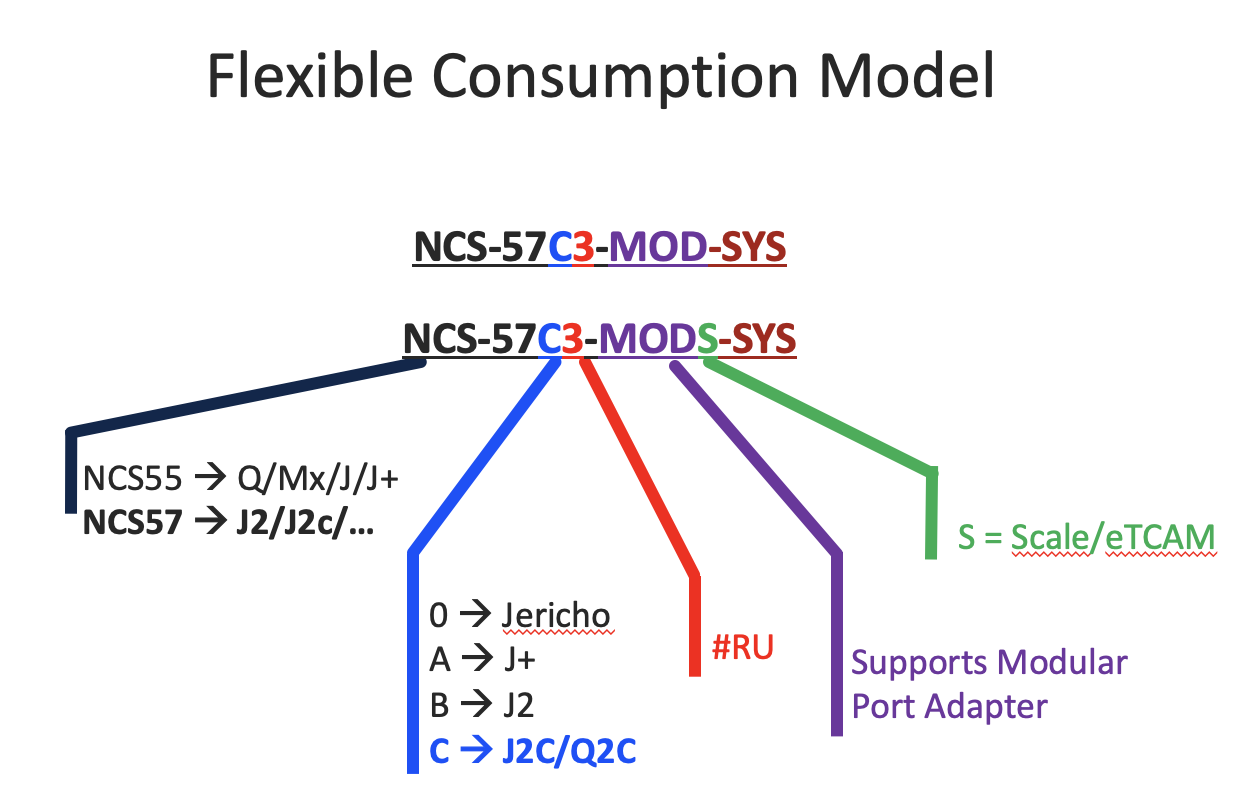 Flexible Consumption Model
NCS-57C3-MOD-SYS
NCS-57C3-MODS-SYS
NCS55 → Q/Mx/J/J+
NCS57 → J2/J2c/...
0 → Jericho
A → J+
B → J2
C → J2C/Q2C
#RU
Supports Modular
Port Adapter
S = Scale/eTCAM